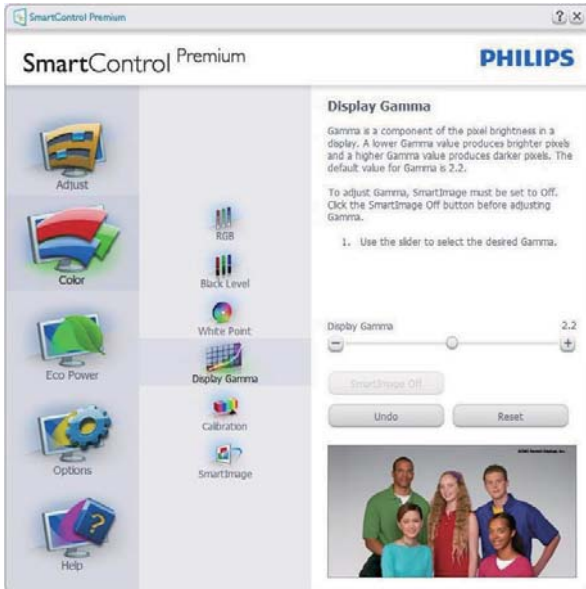 SmartControl Premium
SmartControl Premium
PHILIPS
Adjust
Color
Eco Power
Options
Help
RGB
Black Level
White Point
Display Gamma
Calibration
SmartImage
Display Gamma
Gamma is a component of the pixel brightness in a
display. A lower Gamma value produces brighter pixels
and a higher Gamma value produces darker pixels. The
default value for Gamma is 2.2.
To adjust Gamma, SmartImage must be set to Off.
Click the SmartImage Off button before adjusting
Gamma.
1. Use the slider to select the desired Gamma.
Display Gamma 2.2
SmartImage Off
Undo Reset